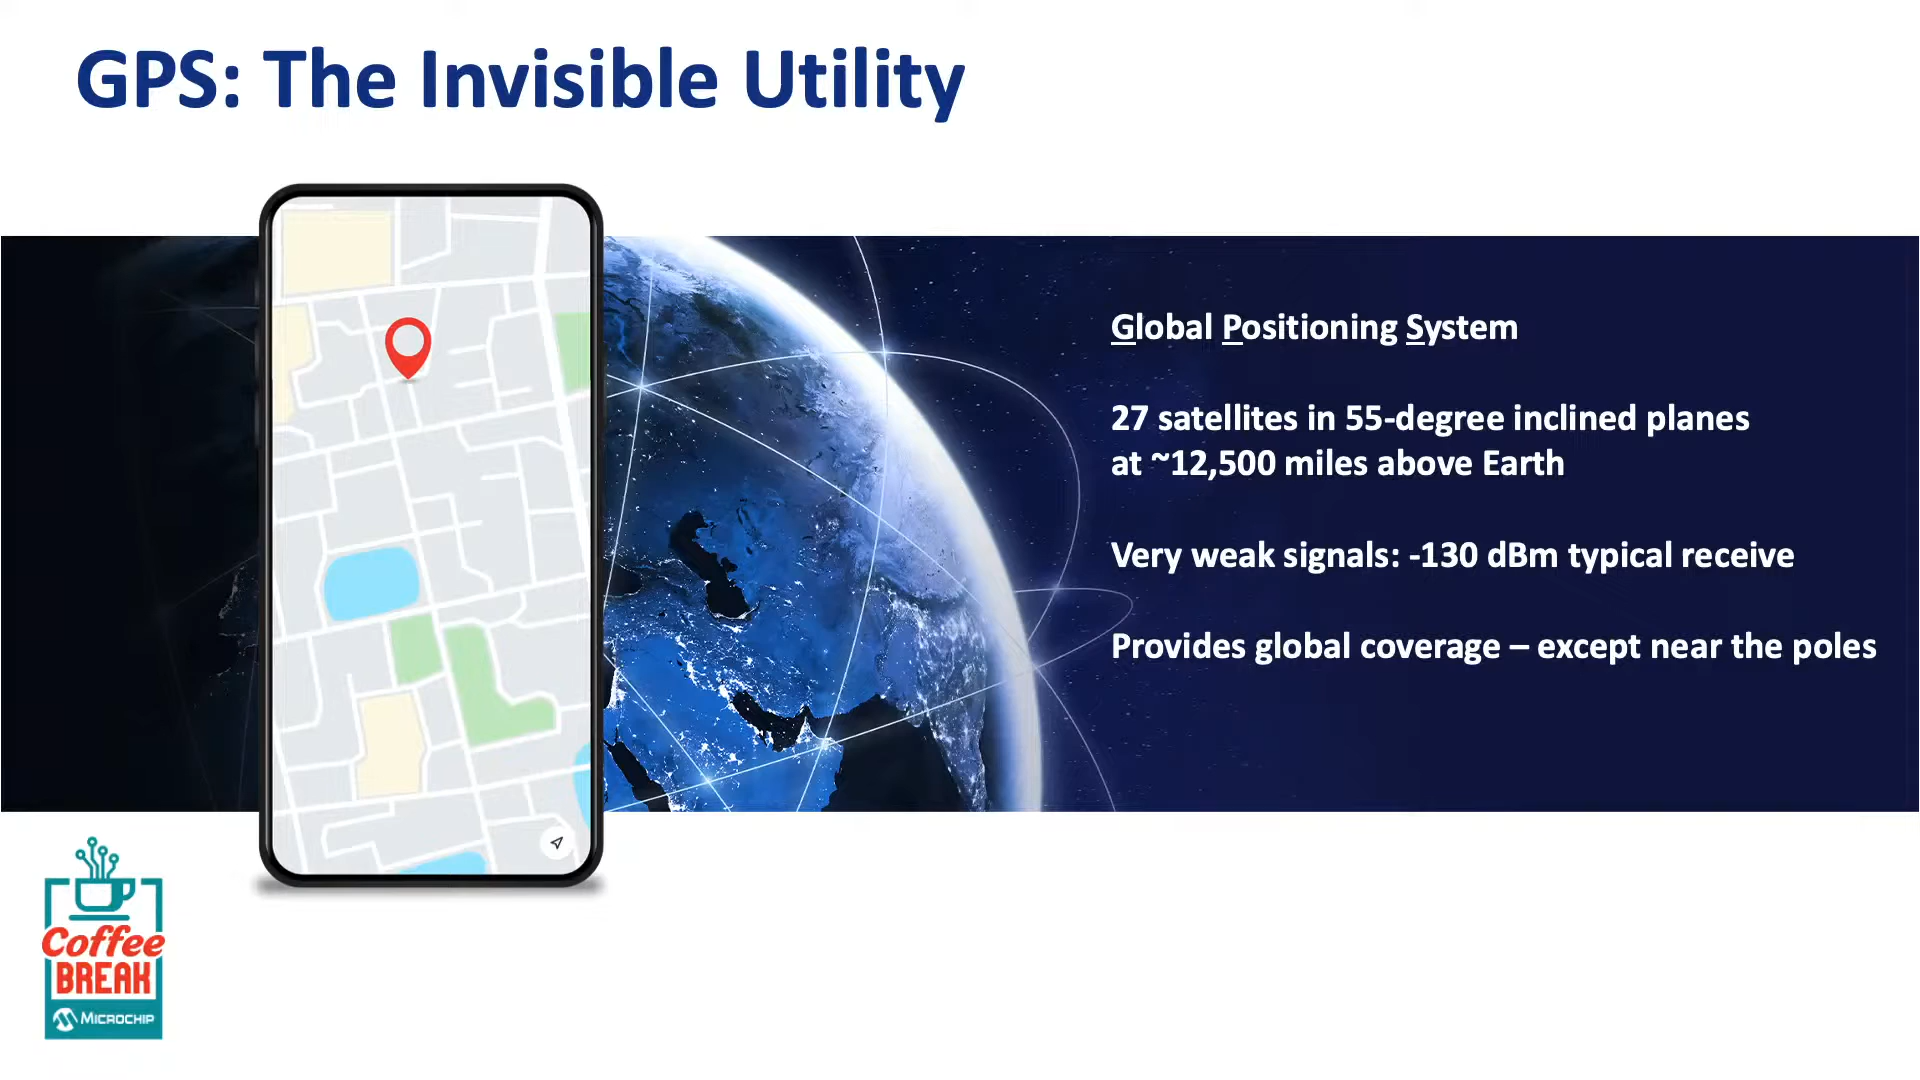 GPS: The Invisible Utility
Global Positioning System
27 satellites in 55-degree inclined planes
at ~12,500 miles above Earth
Very weak signals: -130 dBm typical receive
Provides global coverage – except near the poles
Coffee
BREAK
MICROCHIP